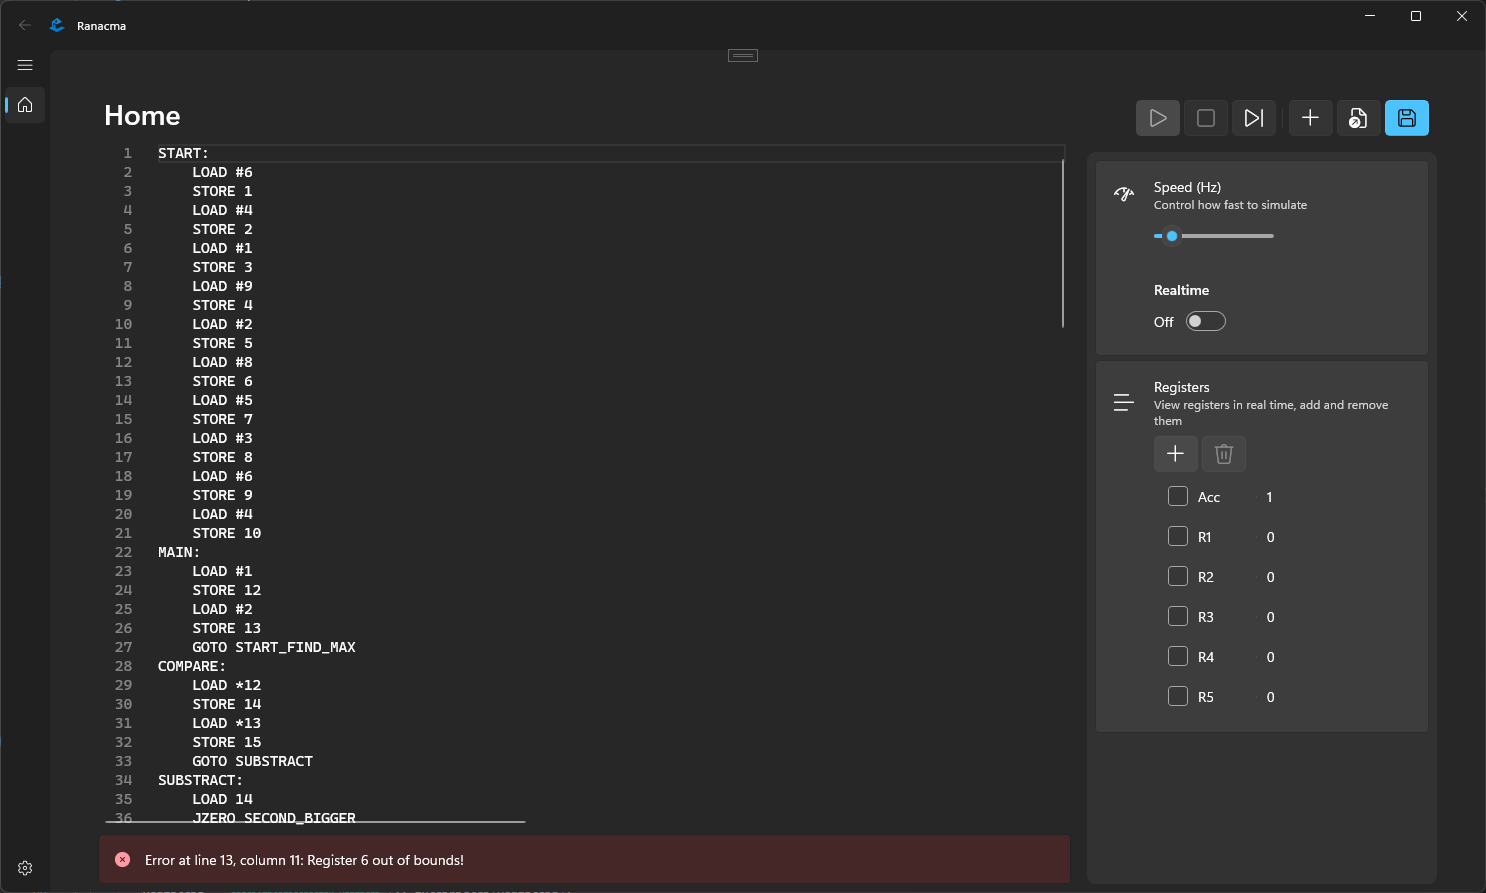 Ranacma
Home
1 START:
2 LOAD #6
3 STORE 1
4 LOAD #4
5 STORE 2
6 LOAD #1
7 STORE 3
8 LOAD #9
9 STORE 4
10 LOAD #2
11 STORE 5
12 LOAD #8
13 STORE 6
14 LOAD #5
15 STORE 7
16 LOAD #3
17 STORE 8
18 LOAD #6
19 STORE 9
20 LOAD #4
21 STORE 10
22 MAIN:
23 LOAD #1
24 STORE 12
25 LOAD #2
26 STORE 13
27 GOTO START_FIND_MAX
28 COMPARE:
29 LOAD *12
30 STORE 14
31 LOAD *13
32 STORE 15
33 GOTO SUBSTRACT
34 SUBSTRACT:
35 LOAD 14
36 JZERO SECOND_BIGGER
Error at line 13, column 11: Register 6 out of bounds!
Speed (Hz)
Control how fast to simulate
Realtime
Off
Registers
View registers in real time, add and remove
them
Acc 1
R1 0
R2 0
R3 0
R4 0
R5 0